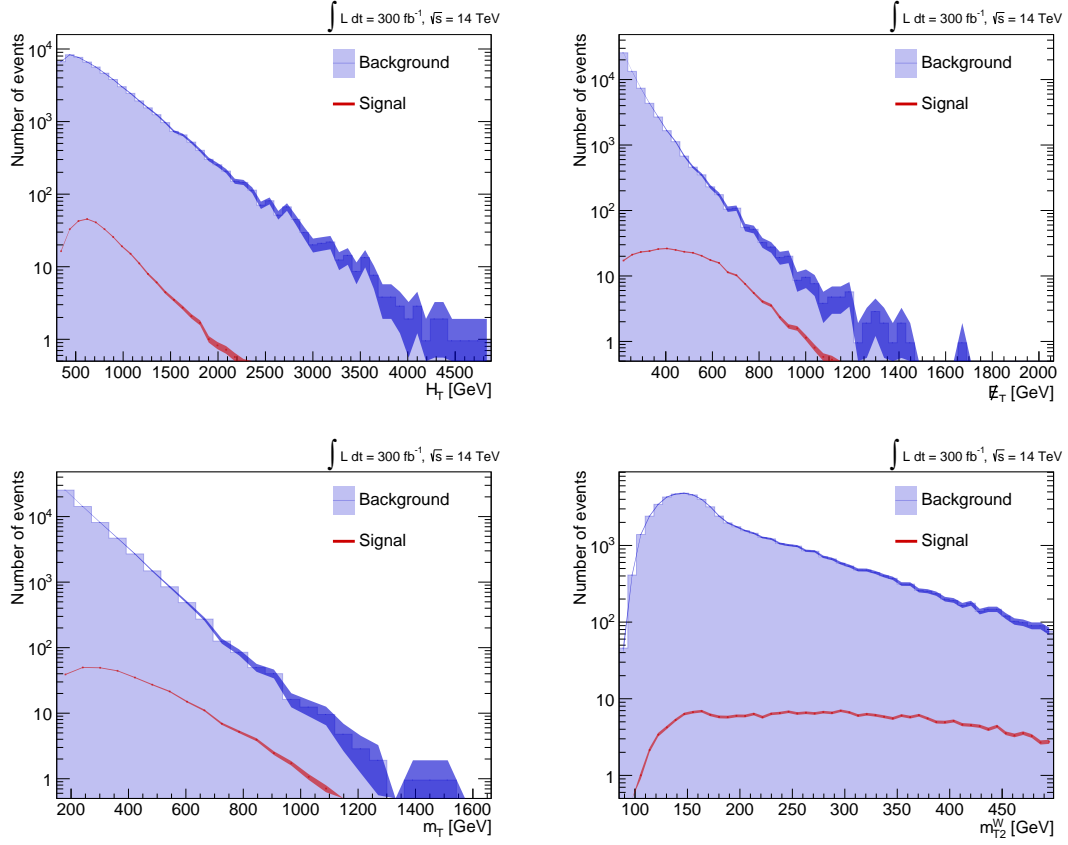 ∫ L dt = 300 fb⁻¹, √s = 14 TeV
Number of events
10⁴
10³
10²
10
1
Background
Signal
500 1000 1500 2000 2500 3000 3500 4000 4500
H_T [GeV]
∫ L dt = 300 fb⁻¹, √s = 14 TeV
Number of events
10⁴
10³
10²
10
1
Background
Signal
400 600 800 1000 1200 1400 1600 1800 2000
E̸_T [GeV]
∫ L dt = 300 fb⁻¹, √s = 14 TeV
Number of events
10⁴
10³
10²
10
1
Background
Signal
200 400 600 800 1000 1200 1400 1600
m_T [GeV]
∫ L dt = 300 fb⁻¹, √s = 14 TeV
Number of events
10³
10²
10
1
Background
Signal
100 150 200 250 300 350 400 450
m_T2^W [GeV]